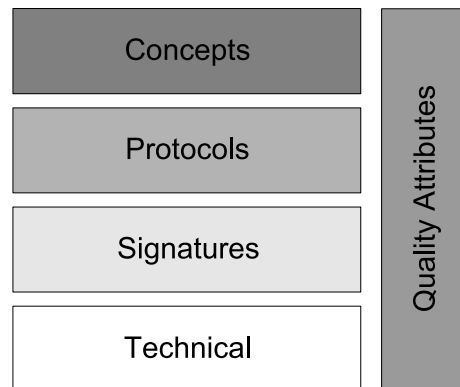 Concepts
Protocols
Signatures
Technical
Quality Attributes